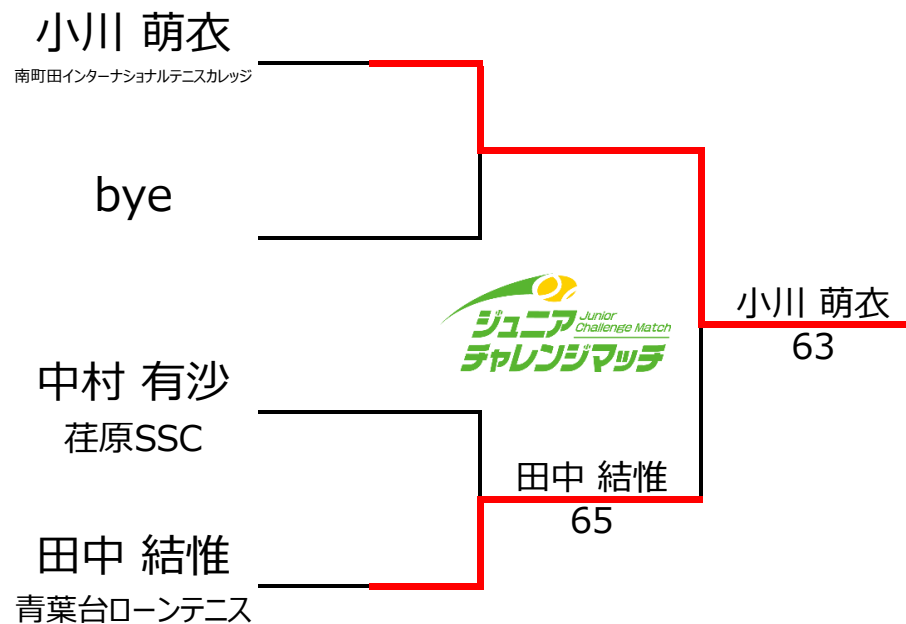 小川 萌衣
南町田インターナショナルテニスカレッジ
bye
中村 有沙
荏原SSC
田中 結惟
青葉台ローンテニス
ジュニア Junior Challenge Match
チャレンジマッチ
田中 結惟
65
小川 萌衣
63